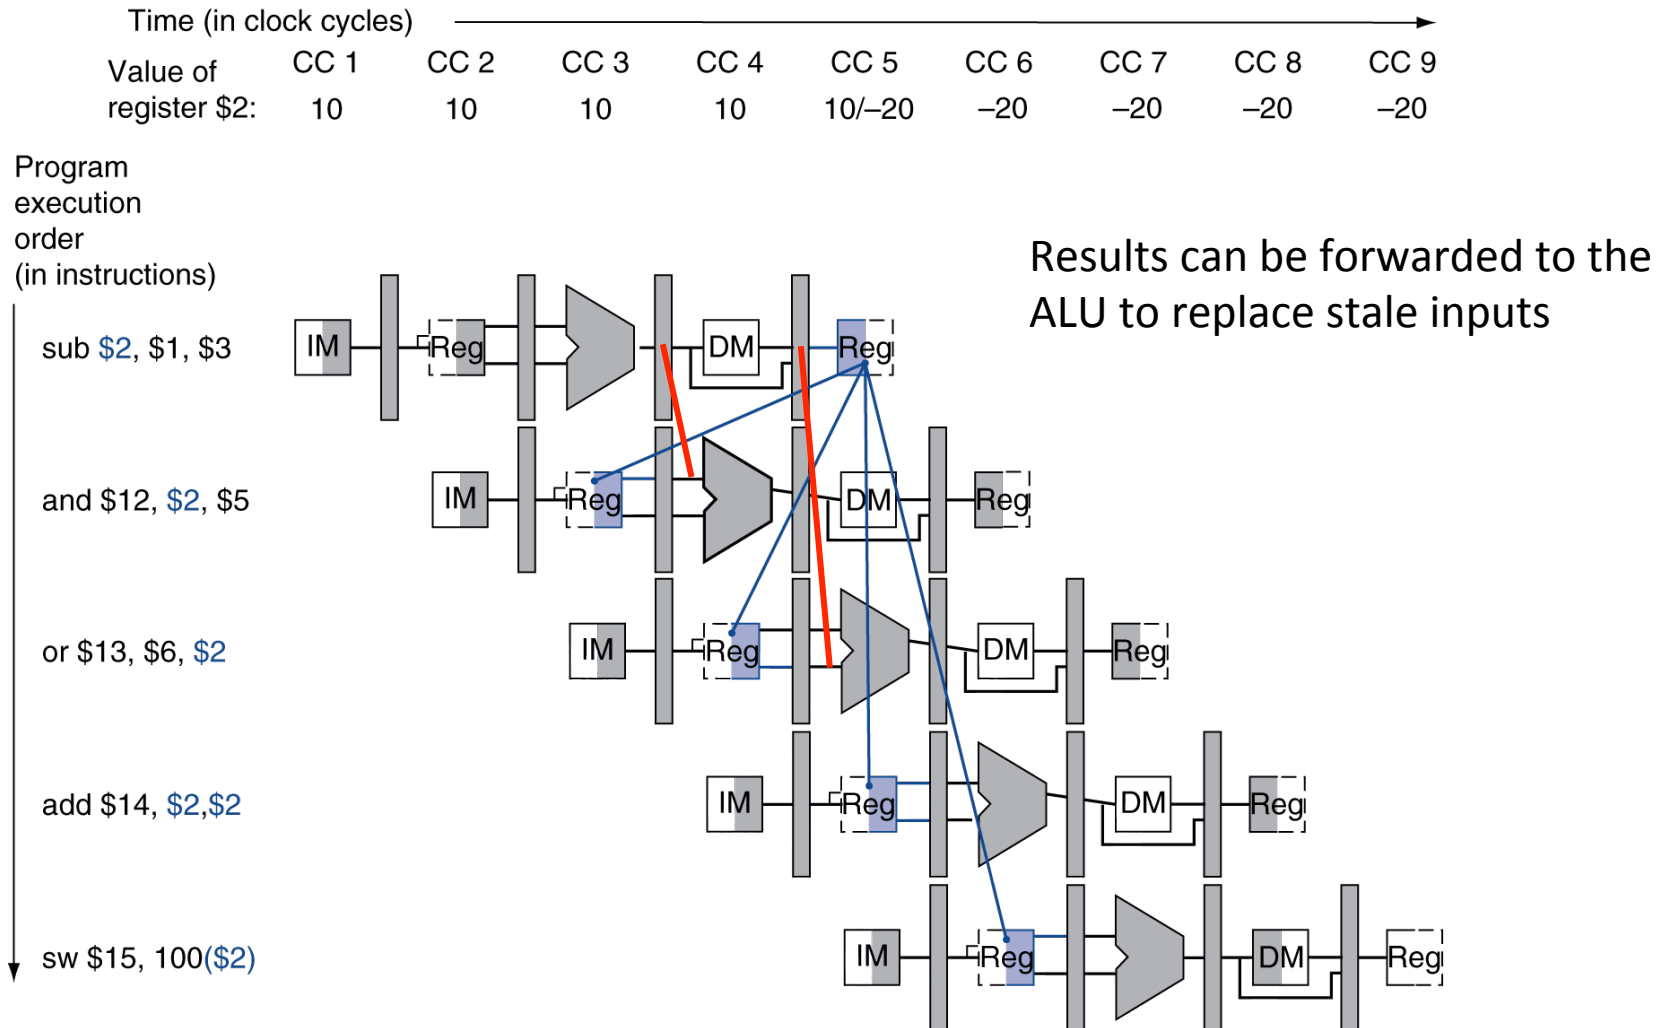 Time (in clock cycles)
CC 1 CC 2 CC 3 CC 4 CC 5 CC 6 CC 7 CC 8 CC 9
Value of
register $2: 10 10 10 10 10/–20 –20 –20 –20 –20
Program
execution
order
(in instructions)
Results can be forwarded to the
ALU to replace stale inputs
sub $2, $1, $3 IM Reg DM Reg
and $12, $2, $5 IM Reg DM Reg
or $13, $6, $2 IM Reg DM Reg
add $14, $2,$2 IM Reg DM Reg
sw $15, 100($2) IM Reg DM Reg